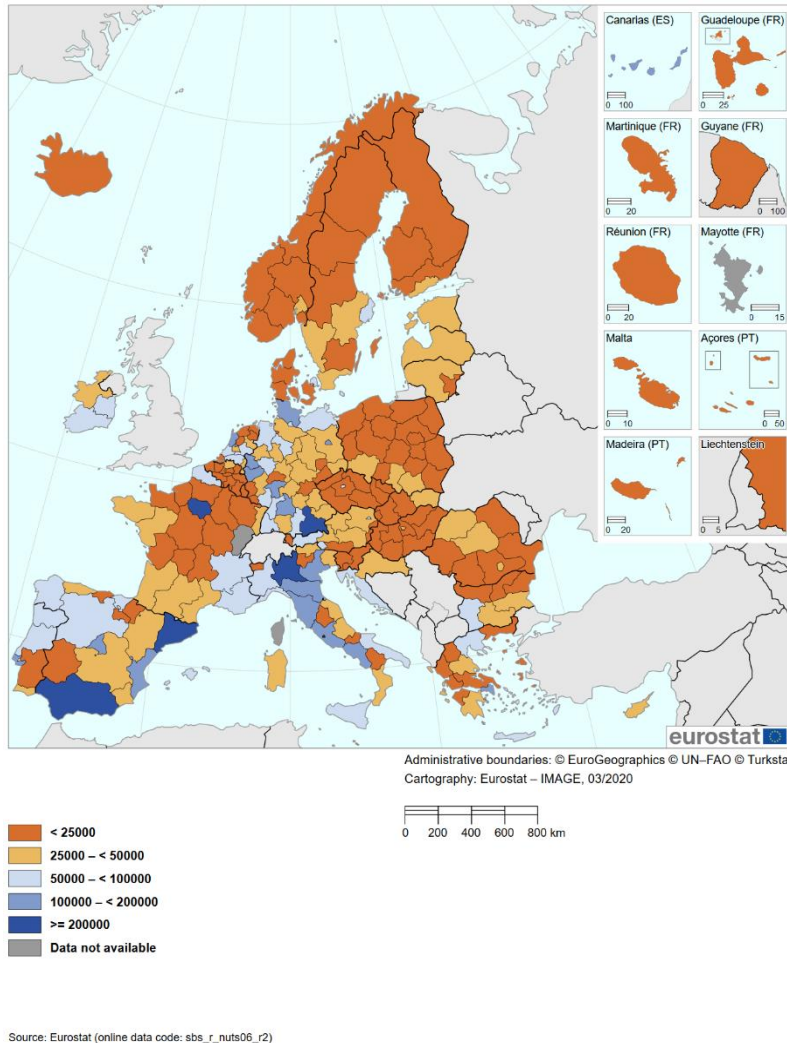 Canarias (ES)
0 100
Guadeloupe (FR)
0 25
Martinique (FR)
0 20
Guyane (FR)
0 100
Réunion (FR)
0 20
Mayotte (FR)
0 15
Malta
0 10
Açores (PT)
0 50
Madeira (PT)
0 20
Liechtenstein
0 5
eurostat
Administrative boundaries: © EuroGeographics © UN–FAO © Turksta
Cartography: Eurostat – IMAGE, 03/2020
0 200 400 600 800 km
< 25000
25000 – < 50000
50000 – < 100000
100000 – < 200000
>= 200000
Data not available
Source: Eurostat (online data code: sbs_r_nuts06_r2)